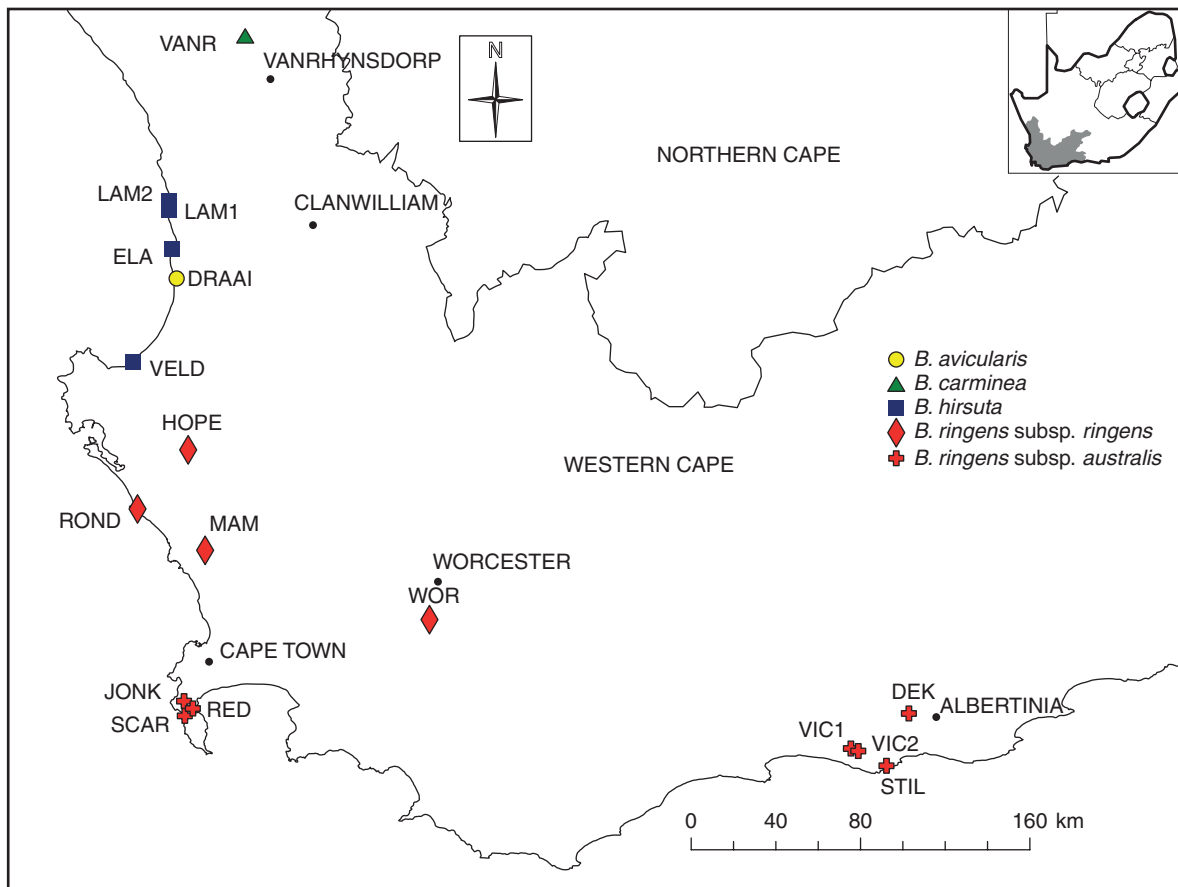 VANR
N
VANRHYNSDORP
NORTHERN CAPE
LAM2
LAM1
CLANWILLIAM
ELA
DRAAI
VELD
B. avicularis
B. carminea
B. hirsuta
B. ringens subsp. ringens
B. ringens subsp. australis
HOPE
WESTERN CAPE
ROND
MAM
WORCESTER
WOR
CAPE TOWN
JONK
RED
SCAR
DEK
ALBERTINIA
VIC1
VIC2
STIL
0 40 80 160 km